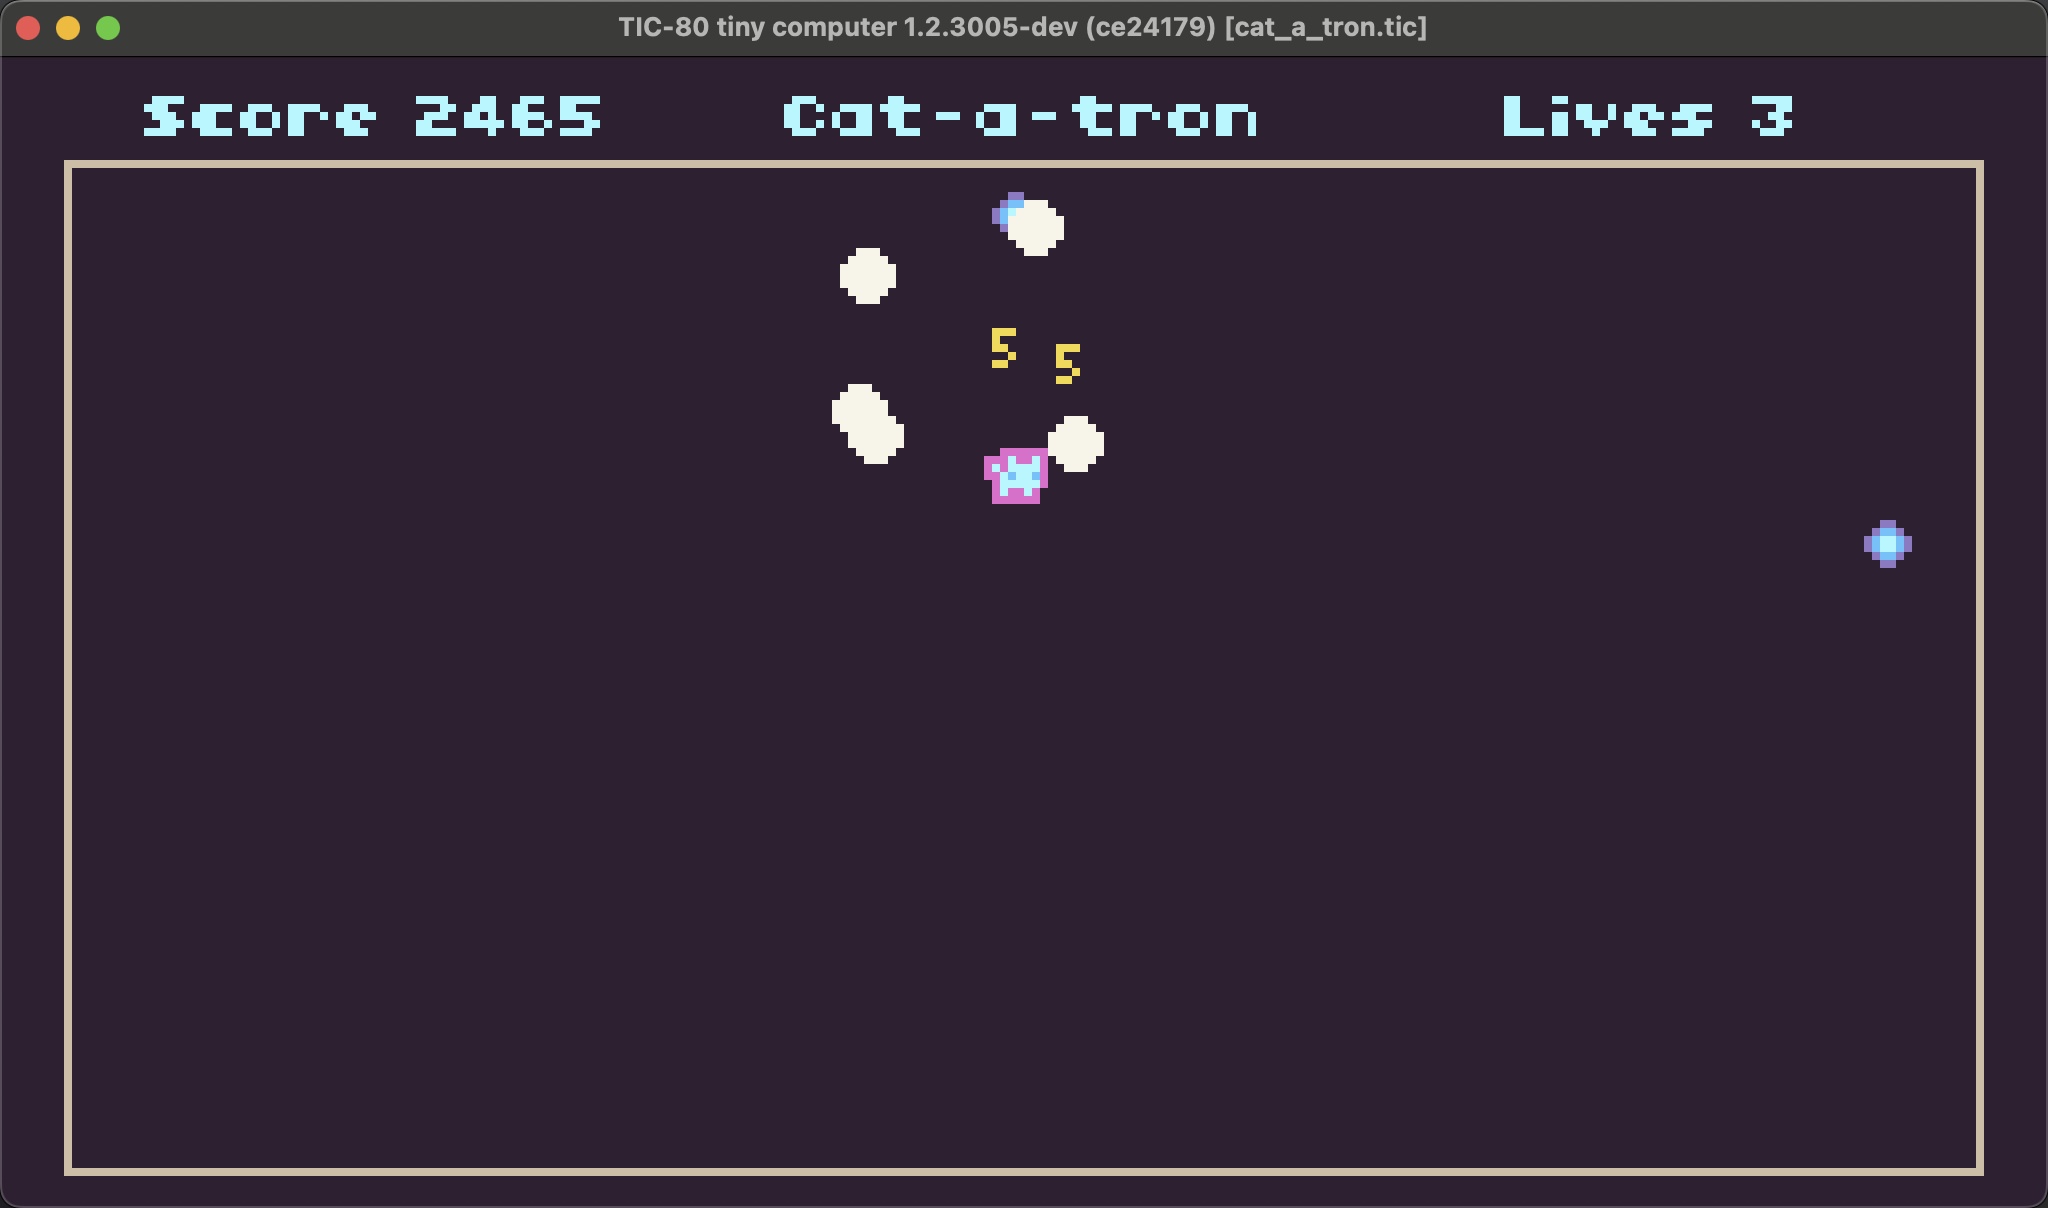 TIC-80 tiny computer 1.2.3005-dev (ce24179) [cat_a_tron.tic]
Score 2465 Cat-a-tron Lives 3
5 5